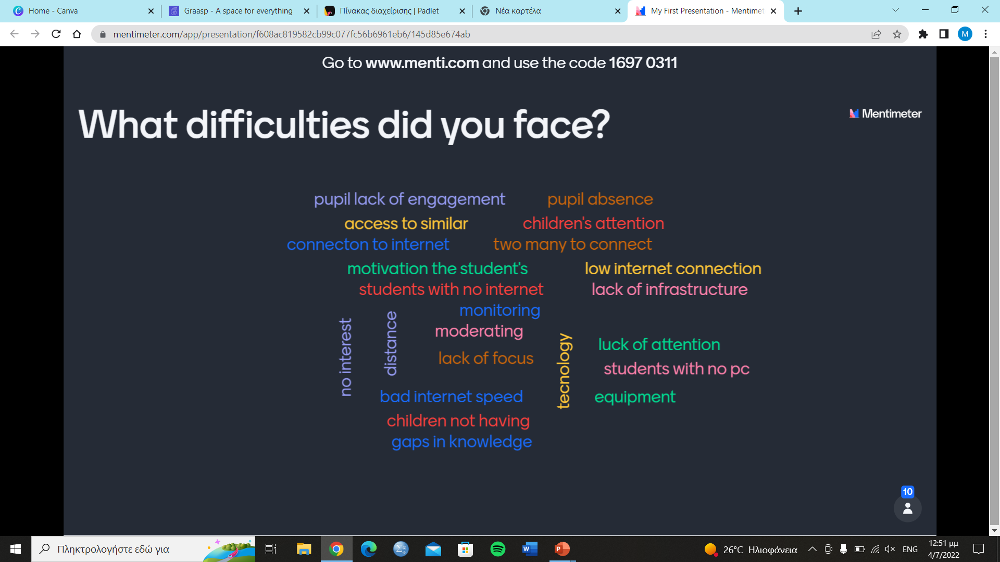 Home - Canva
Graasp - A space for everything
Πίνακας διαχείρισης | Padlet
Νέα καρτέλα
My First Presentation - Mentimet
mentimeter.com/app/presentation/f608ac819582cb99c077fc56b6961eb6/145d85e674ab
M
Go to www.menti.com and use the code 1697 0311
What difficulties did you face?
Mentimeter
pupil lack of engagement
pupil absence
access to similar
children's attention
connecton to internet
two many to connect
motivation the student's
low internet connection
students with no internet
lack of infrastructure
monitoring
no interest
distance
moderating
tecnology
luck of attention
lack of focus
students with no pc
bad internet speed
equipment
children not having
gaps in knowledge
10
Πληκτρολογήστε εδώ για
26°C Ηλιοφάνεια
ENG
12:51 μμ
4/7/2022